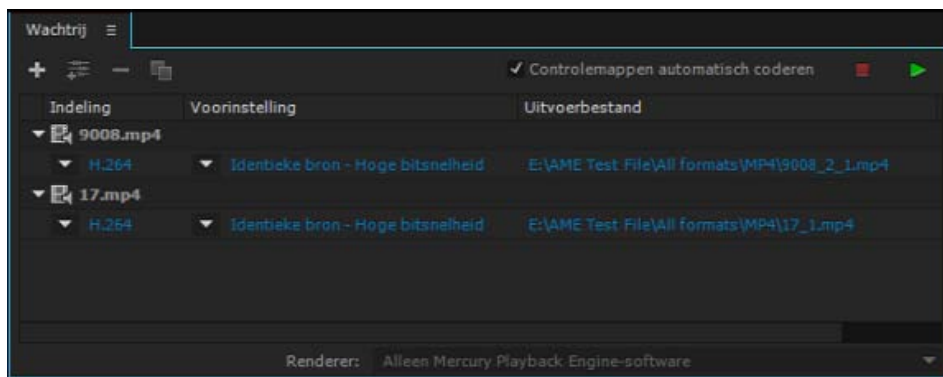 Wachtrij
Controlemappen automatisch coderen
Indeling Voorinstelling Uitvoerbestand
9008.mp4
H.264 Identieke bron - Hoge bitsnelheid E:\AME Test File\All formats\MP4\9008_2_1.mp4
17.mp4
H.264 Identieke bron - Hoge bitsnelheid E:\AME Test File\All formats\MP4\17_1.mp4
Renderer: Alleen Mercury Playback Engine-software